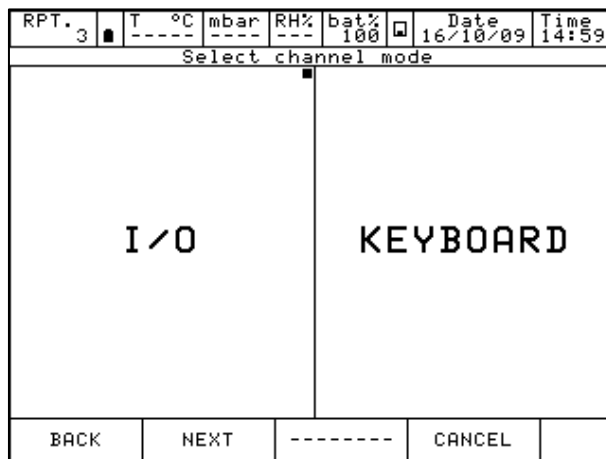 RPT. T °C mbar RH% bat% Date Time
3 ----- ---- --- 100 16/10/09 14:59
Select channel mode
I/O KEYBOARD
BACK NEXT -------- CANCEL